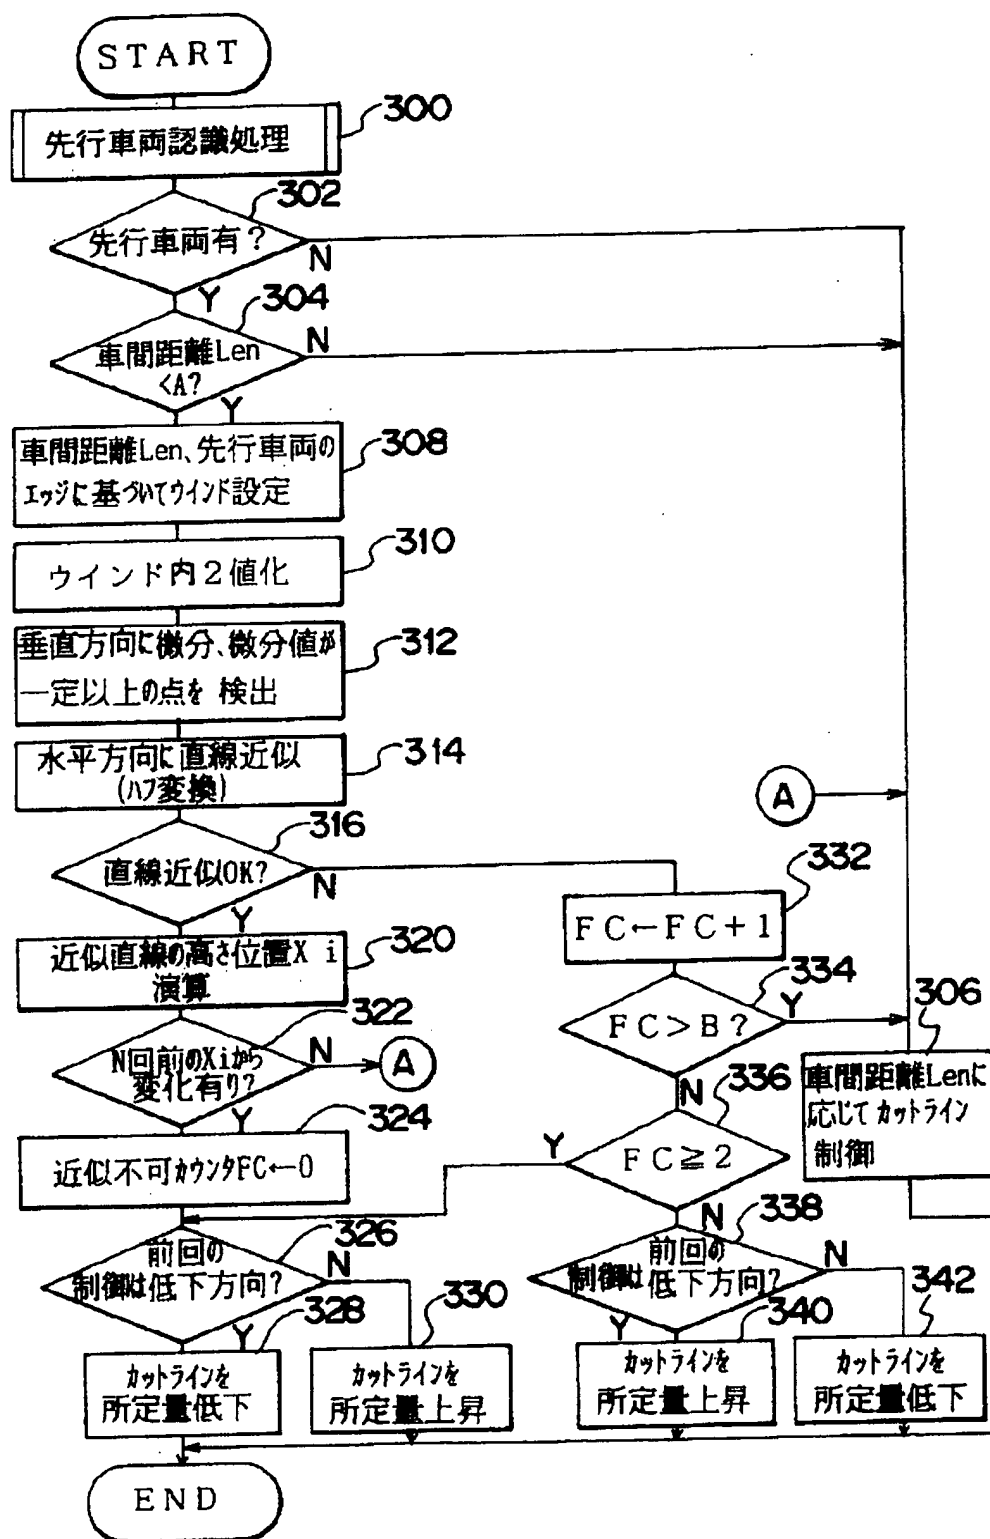 START
300
先行車両認識処理
302
先行車両有?
N
Y
304
車間距離Len
<A?
N
Y
車間距離Len、先行車両の
エッジに基づいてウインド設定
308
ウインド内2値化
310
垂直方向に微分、微分値が
一定以上の点を 検出
312
水平方向に直線近似
(ハフ変換)
314
A
316
直線近似OK?
N
Y
332
FC←FC+1
近似直線の高さ位置Xi
演算
320
334
FC>B?
Y
N
306
車間距離Lenに
応じてカットライン
制御
322
N回前のXiから
変化有り?
N
A
Y
324
近似不可カウンタFC←0
336
FC≧2
Y
N
326
前回の
制御は低下方向?
N
Y
338
前回の
制御は低下方向?
N
Y
328
カットラインを
所定量低下
330
カットラインを
所定量上昇
340
カットラインを
所定量上昇
342
カットラインを
所定量低下
END